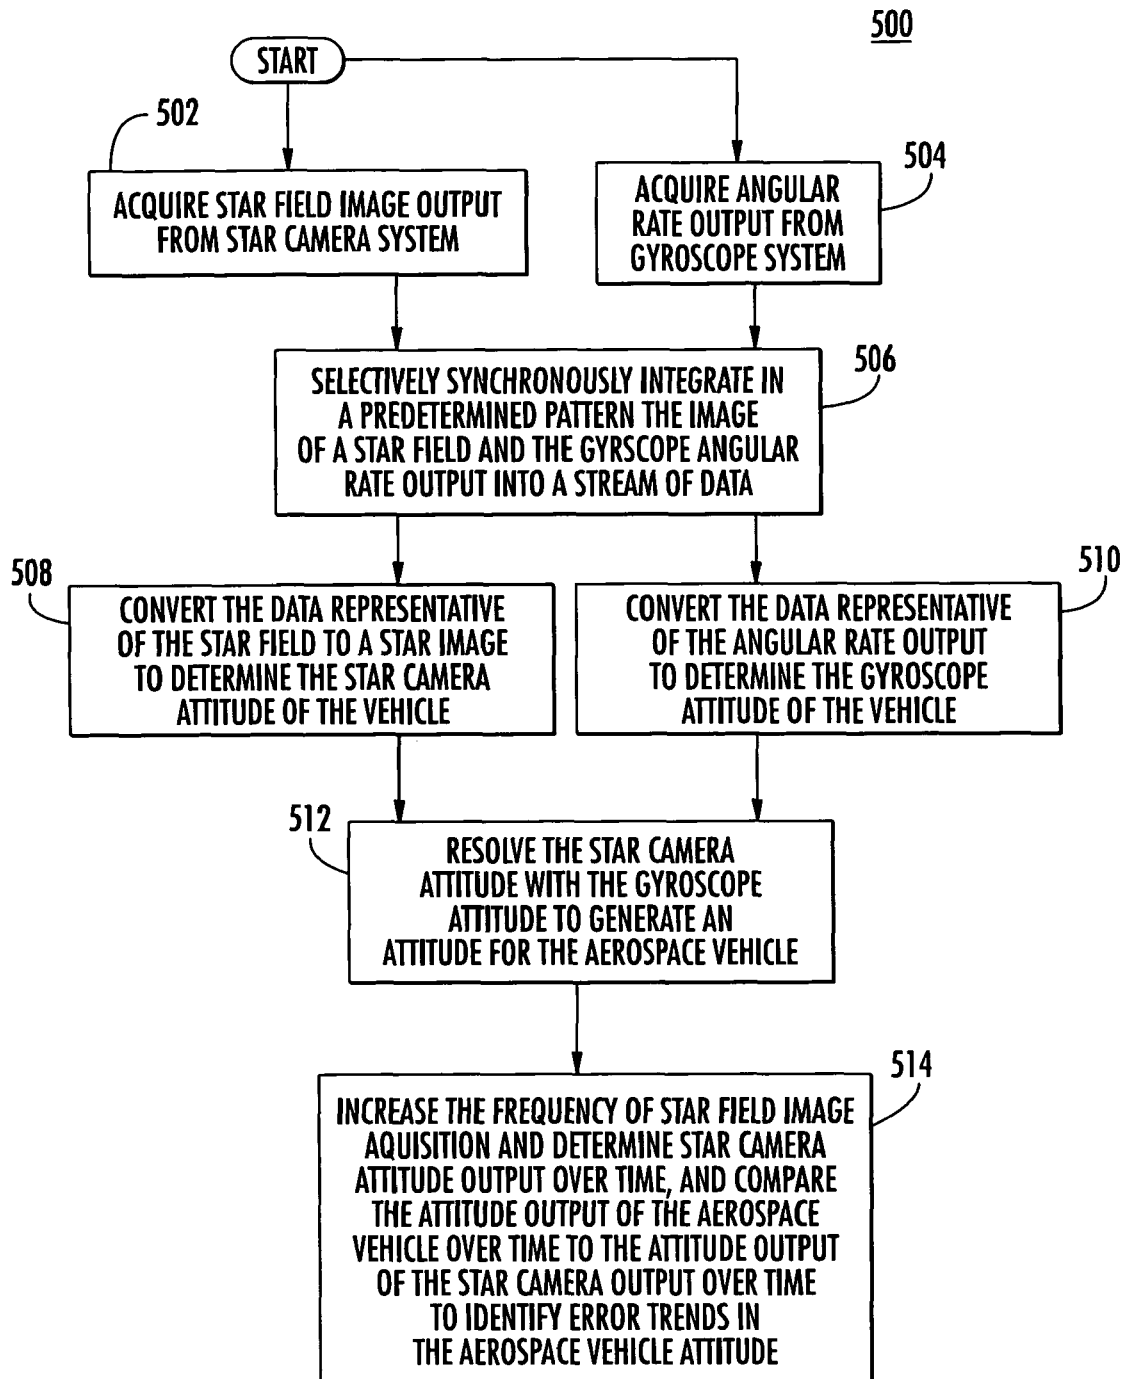 500
START
502
ACQUIRE STAR FIELD IMAGE OUTPUT
FROM STAR CAMERA SYSTEM
504
ACQUIRE ANGULAR
RATE OUTPUT FROM
GYROSCOPE SYSTEM
506
SELECTIVELY SYNCHRONOUSLY INTEGRATE IN
A PREDETERMINED PATTERN THE IMAGE
OF A STAR FIELD AND THE GYRSCOPE ANGULAR
RATE OUTPUT INTO A STREAM OF DATA
508
CONVERT THE DATA REPRESENTATIVE
OF THE STAR FIELD TO A STAR IMAGE
TO DETERMINE THE STAR CAMERA
ATTITUDE OF THE VEHICLE
510
CONVERT THE DATA REPRESENTATIVE
OF THE ANGULAR RATE OUTPUT
TO DETERMINE THE GYROSCOPE
ATTITUDE OF THE VEHICLE
512
RESOLVE THE STAR CAMERA
ATTITUDE WITH THE GYROSCOPE
ATTITUDE TO GENERATE AN
ATTITUDE FOR THE AEROSPACE VEHICLE
514
INCREASE THE FREQUENCY OF STAR FIELD IMAGE
AQUISITION AND DETERMINE STAR CAMERA
ATTITUDE OUTPUT OVER TIME, AND COMPARE
THE ATTITUDE OUTPUT OF THE AEROSPACE
VEHICLE OVER TIME TO THE ATTITUDE OUTPUT
OF THE STAR CAMERA OUTPUT OVER TIME
TO IDENTIFY ERROR TRENDS IN
THE AEROSPACE VEHICLE ATTITUDE